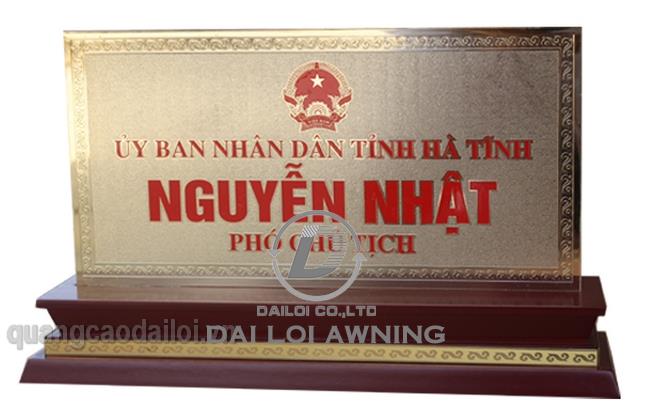 ỦY BAN NHÂN DÂN TỈNH HÀ TĨNH
NGUYỄN NHẬT
PHÓ CHỦ TỊCH
DAILOI CO.,LTD
quangcaodailoi.vn
DAI LOI AWNING